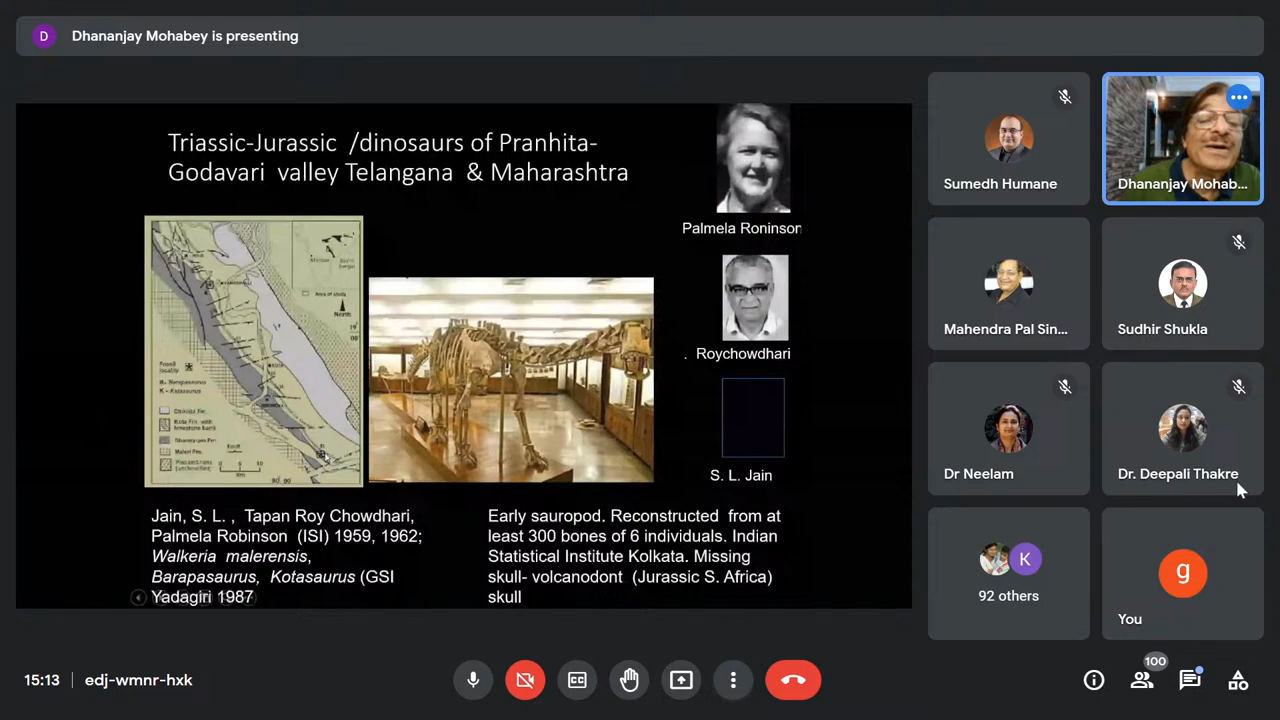 D
Dhananjay Mohabey is presenting
Triassic-Jurassic /dinosaurs of Pranhita-
Godavari valley Telangana & Maharashtra
Palmela Roninson
. Roychowdhari
S. L. Jain
Jain, S. L. , Tapan Roy Chowdhari,
Palmela Robinson (ISI) 1959, 1962;
Walkeria malerensis,
Barapasaurus, Kotasaurus (GSI
Yadagiri 1987
Early sauropod. Reconstructed from at
least 300 bones of 6 individuals. Indian
Statistical Institute Kolkata. Missing
skull- volcanodont (Jurassic S. Africa)
skull
Sumedh Humane
Dhananjay Mohab...
Mahendra Pal Sin...
Sudhir Shukla
Dr Neelam
Dr. Deepali Thakre
K
92 others
g
You
15:13
edj-wmnr-hxk
100